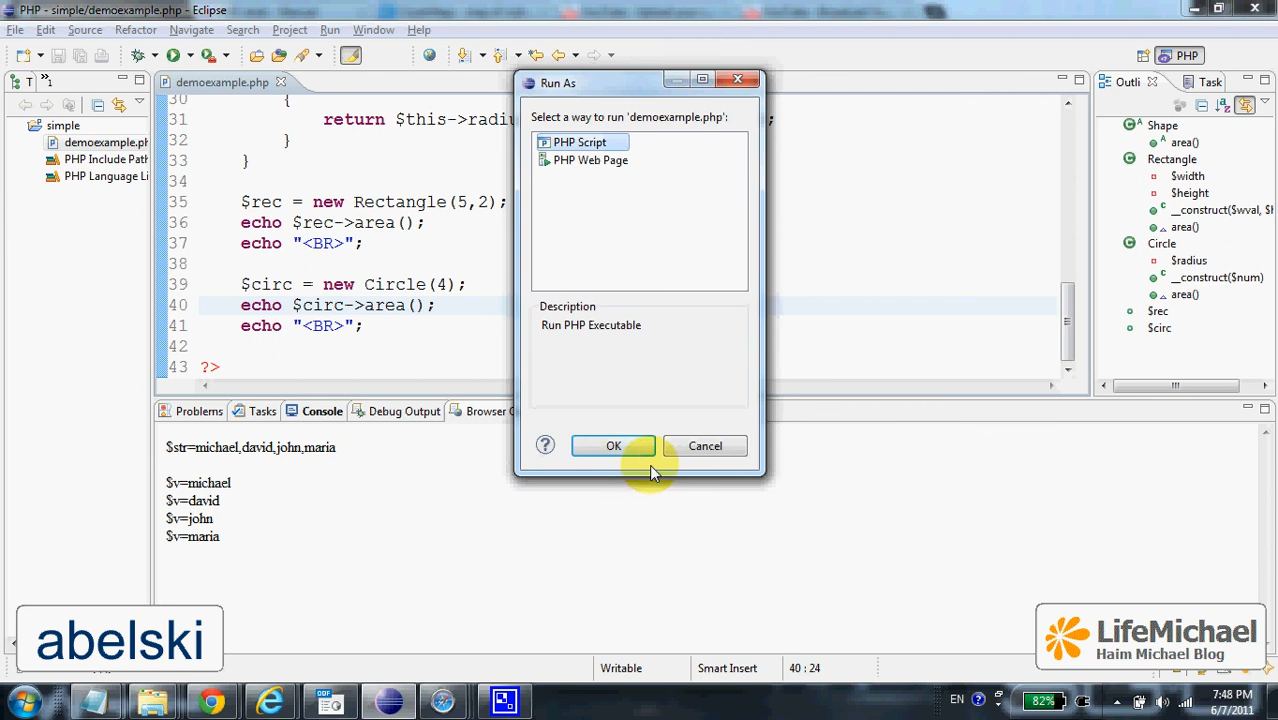 PHP - simple/demoexample.php - Eclipse
File Edit Source Refactor Navigate Search Project Run Window Help
PHP
T
demoexample.php
Outli
Task
simple
demoexample.ph
PHP Include Path
PHP Language Li
30 {
31 return $this->radiu ;
32 }
33 }
34
35 $rec = new Rectangle(5,2);
36 echo $rec->area();
37 echo "<BR>";
38
39 $circ = new Circle(4);
40 echo $circ->area();
41 echo "<BR>";
42
43 ?>
Run As
Select a way to run 'demoexample.php':
PHP Script
PHP Web Page
Description
Run PHP Executable
OK
Cancel
Shape
area()
Rectangle
$width
$height
__construct($wval, $h
area()
Circle
$radius
__construct($num)
area()
$rec
$circ
Problems Tasks Console Debug Output Browser
$str=michael,david,john,maria
$v=michael
$v=david
$v=john
$v=maria
abelski
LifeMichael
Haim Michael Blog
Writable
Smart Insert
40 : 24
EN
82%
7:48 PM
6/7/2011